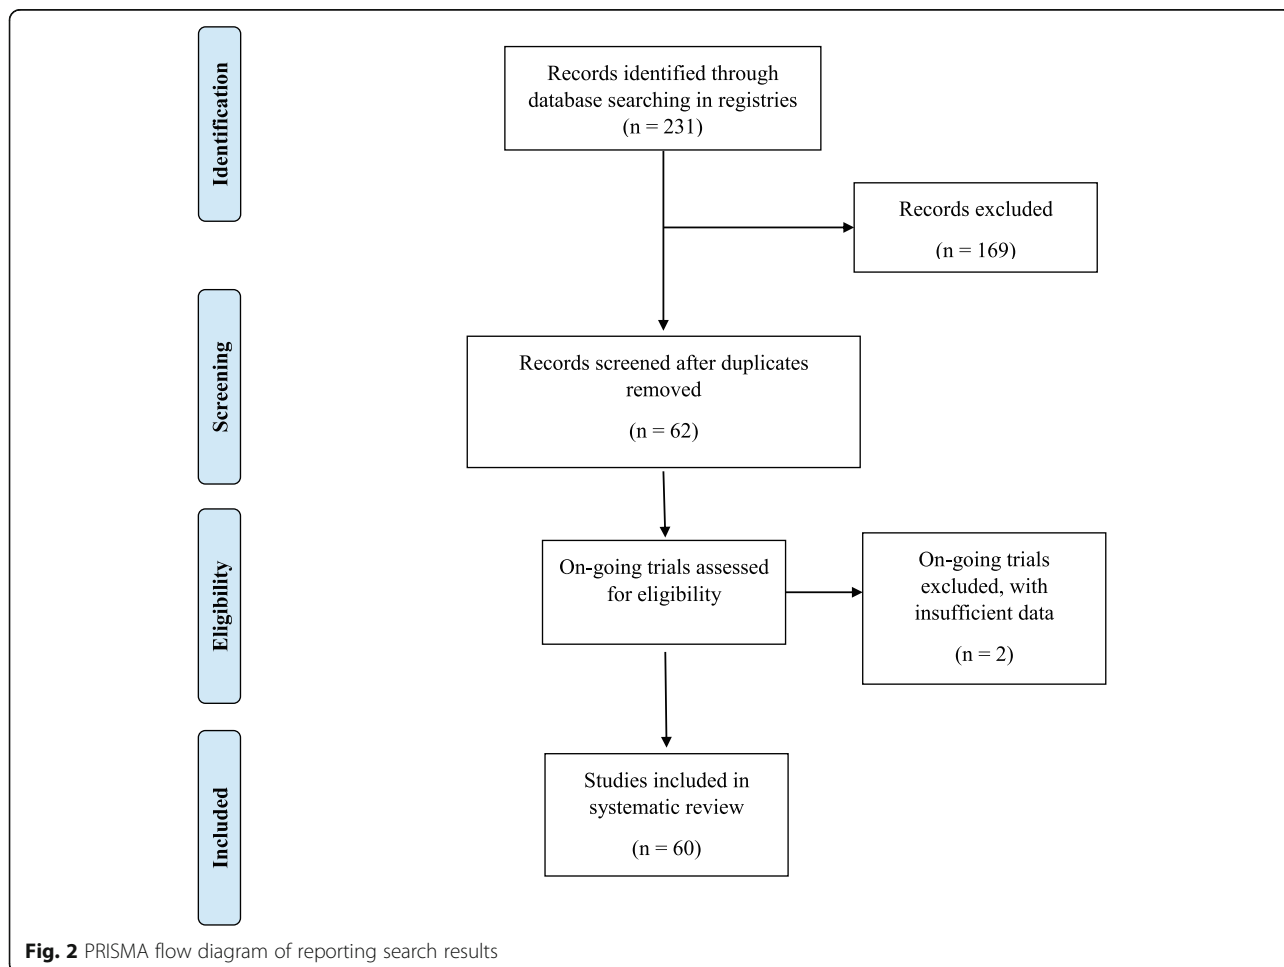 Identification
Records identified through
database searching in registries
(n = 231)
Records excluded
(n = 169)
Screening
Records screened after duplicates
removed
(n = 62)
Eligibility
On-going trials assessed
for eligibility
On-going trials
excluded, with
insufficient data
(n = 2)
Included
Studies included in
systematic review
(n = 60)
Fig. 2 PRISMA flow diagram of reporting search results